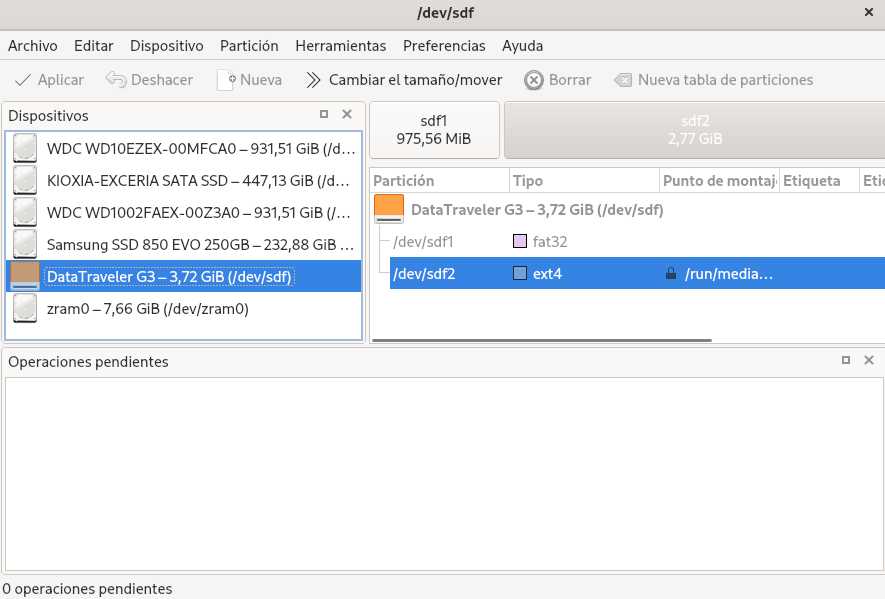 /dev/sdf
Archivo Editar Dispositivo Partición Herramientas Preferencias Ayuda
Aplicar Deshacer Nueva Cambiar el tamaño/mover Borrar Nueva tabla de particiones
Dispositivos
WDC WD10EZEX-00MFCA0 – 931,51 GiB (/d…
KIOXIA-EXCERIA SATA SSD – 447,13 GiB (/d…
WDC WD1002FAEX-00Z3A0 – 931,51 GiB (/…
Samsung SSD 850 EVO 250GB – 232,88 GiB …
DataTraveler G3 – 3,72 GiB (/dev/sdf)
zram0 – 7,66 GiB (/dev/zram0)
sdf1
975,56 MiB
sdf2
2,77 GiB
Partición Tipo Punto de montaj Etiqueta Etiq
DataTraveler G3 – 3,72 GiB (/dev/sdf)
/dev/sdf1 fat32
/dev/sdf2 ext4 /run/media…
Operaciones pendientes
0 operaciones pendientes